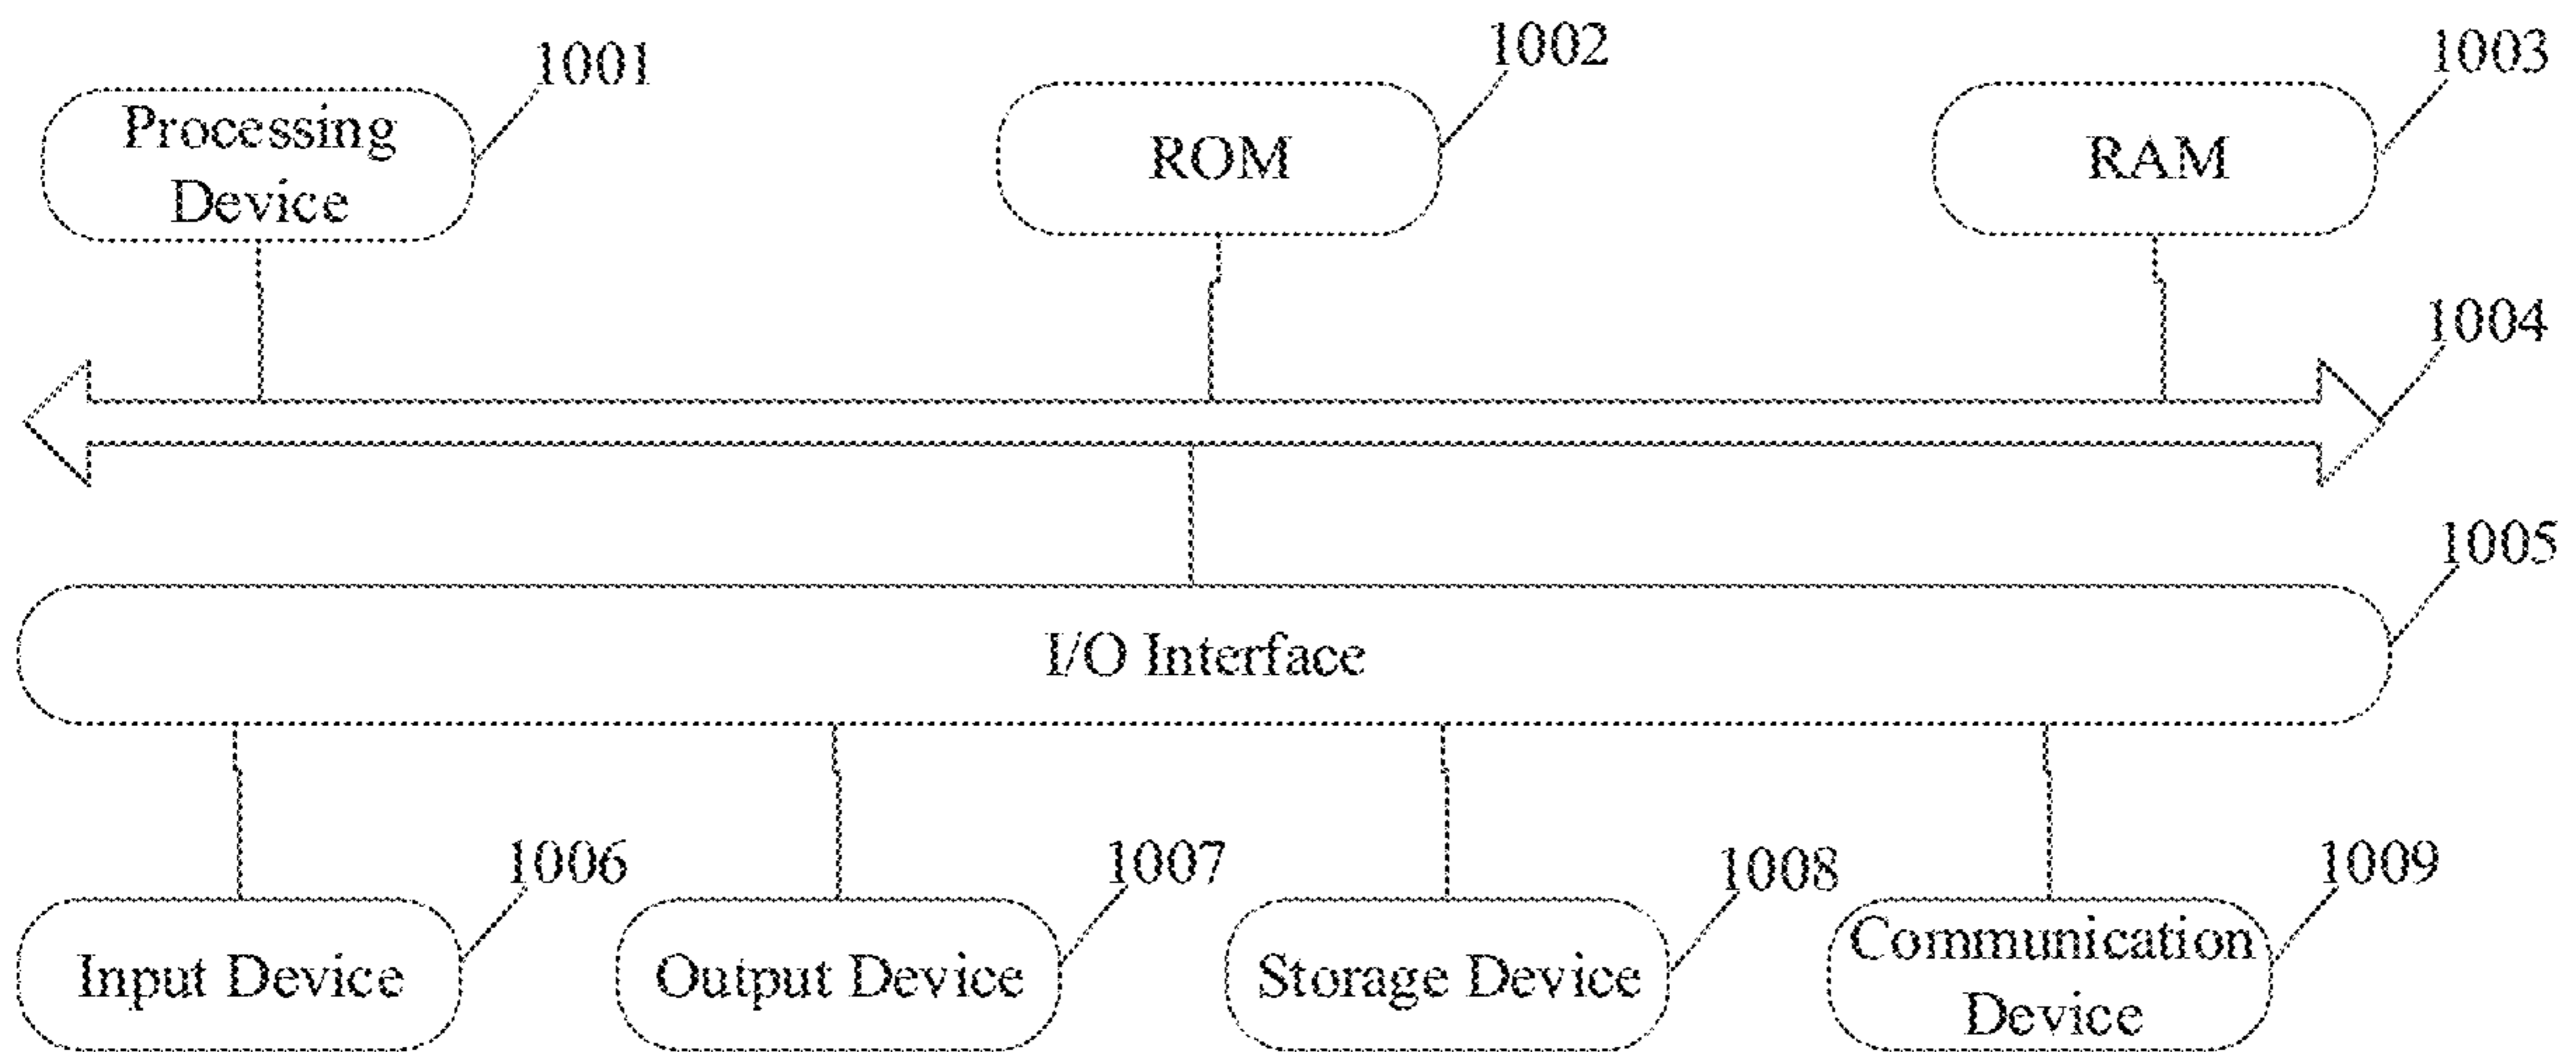 1001
1002
1003
Processing
Device
ROM
RAM
1004
1005
I/O Interface
1006
1007
1008
1009
Input Device
Output Device
Storage Device
Communication
Device